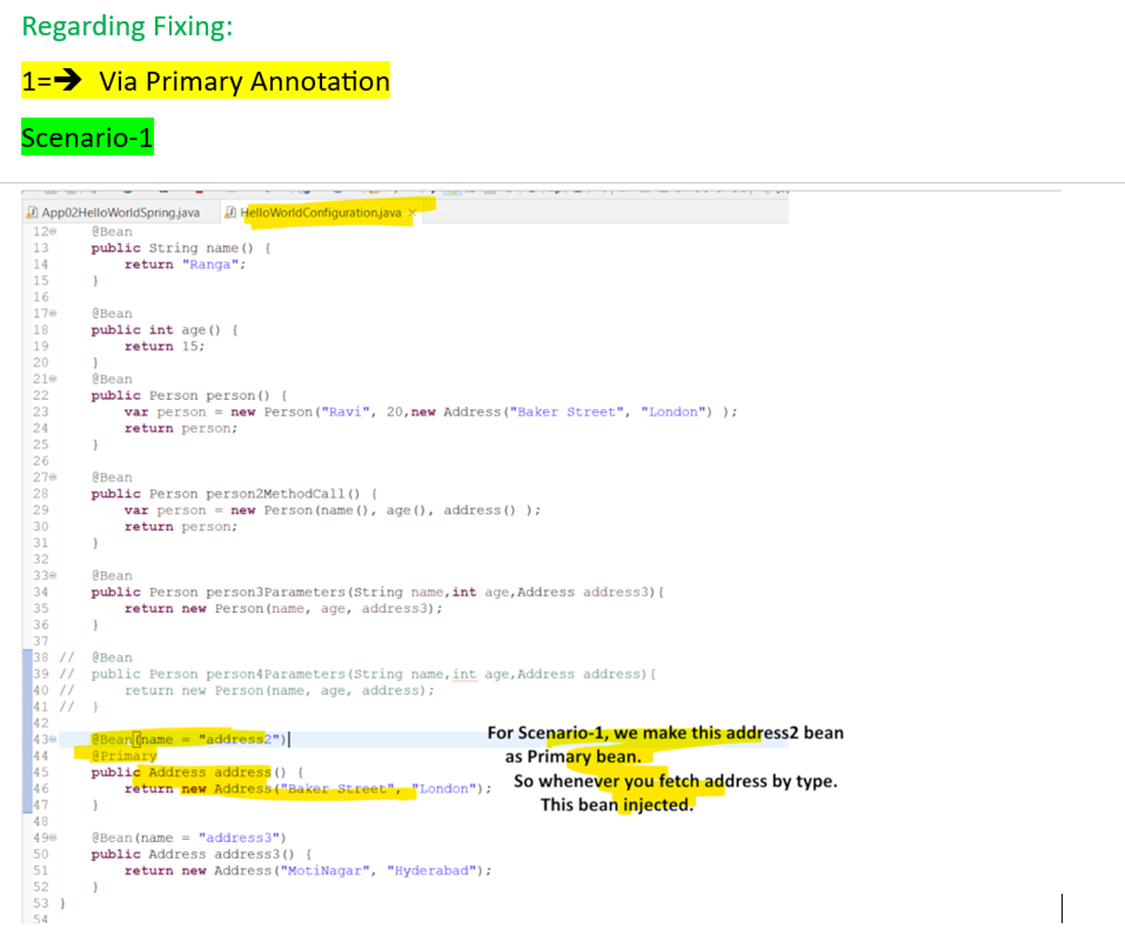 Regarding Fixing:
1=➔ Via Primary Annotation
Scenario-1
App02HelloWorldSpring.java HelloWorldConfiguration.java
12 @Bean
13 public String name() {
14 return "Ranga";
15 }
16
17 @Bean
18 public int age() {
19 return 15;
20 }
21 @Bean
22 public Person person() {
23 var person = new Person("Ravi", 20,new Address("Baker Street", "London") );
24 return person;
25 }
26
27 @Bean
28 public Person person2MethodCall() {
29 var person = new Person(name(), age(), address() );
30 return person;
31 }
32
33 @Bean
34 public Person person3Parameters(String name,int age,Address address3){
35 return new Person(name, age, address3);
36 }
37
38 // @Bean
39 // public Person person4Parameters(String name,int age,Address address){
40 // return new Person(name, age, address);
41 // }
42
43 @Bean(name = "address2")
44 @Primary
45 public Address address() {
46 return new Address("Baker Street", "London");
47 }
48
49 @Bean(name = "address3")
50 public Address address3() {
51 return new Address("MotiNagar", "Hyderabad");
52 }
53 }
54
For Scenario-1, we make this address2 bean
as Primary bean.
So whenever you fetch address by type.
This bean injected.